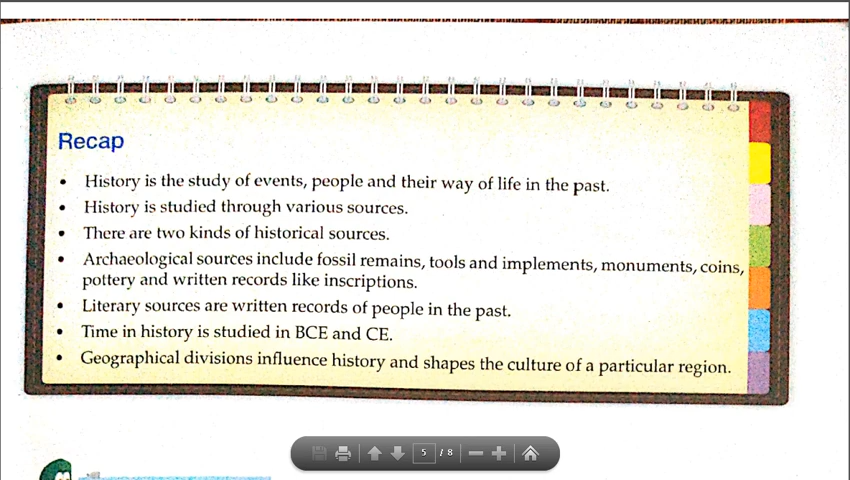 Recap
• History is the study of events, people and their way of life in the past.
• History is studied through various sources.
• There are two kinds of historical sources.
• Archaeological sources include fossil remains, tools and implements, monuments, coins,
pottery and written records like inscriptions.
• Literary sources are written records of people in the past.
• Time in history is studied in BCE and CE.
• Geographical divisions influence history and shapes the culture of a particular region.
5 / 8